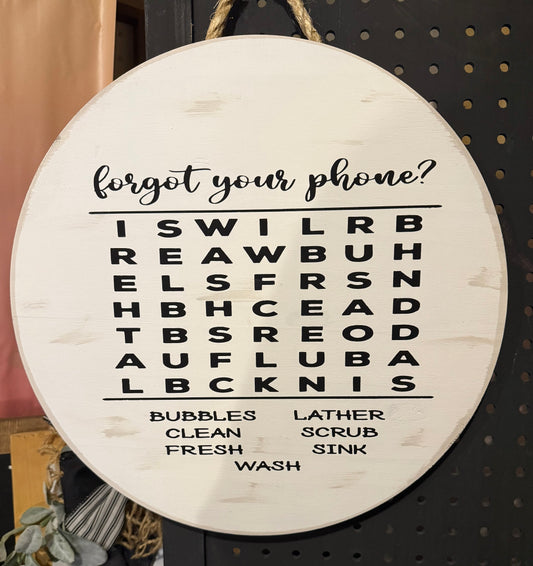 forgot your phone?
I S W I L R B
R E A W B U H
E L S F R S N
H B H C E A D
T B S R E O D
A U F L U B A
L B C K N I S
BUBBLES LATHER
CLEAN SCRUB
FRESH SINK
WASH